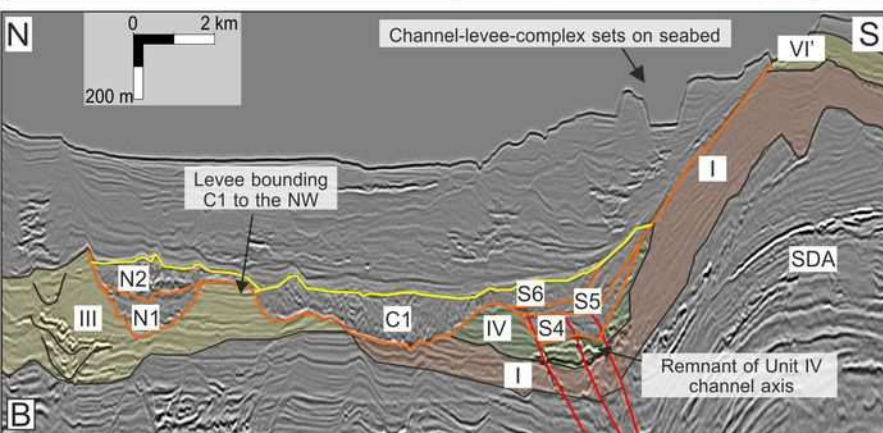 N
0 2 km
200 m
Channel-levee-complex sets on seabed
VI'
S
Levee bounding
C1 to the NW
I
SDA
N2
N1
III
C1
S6
S5
IV
S4
I
Remnant of Unit IV
channel axis
B